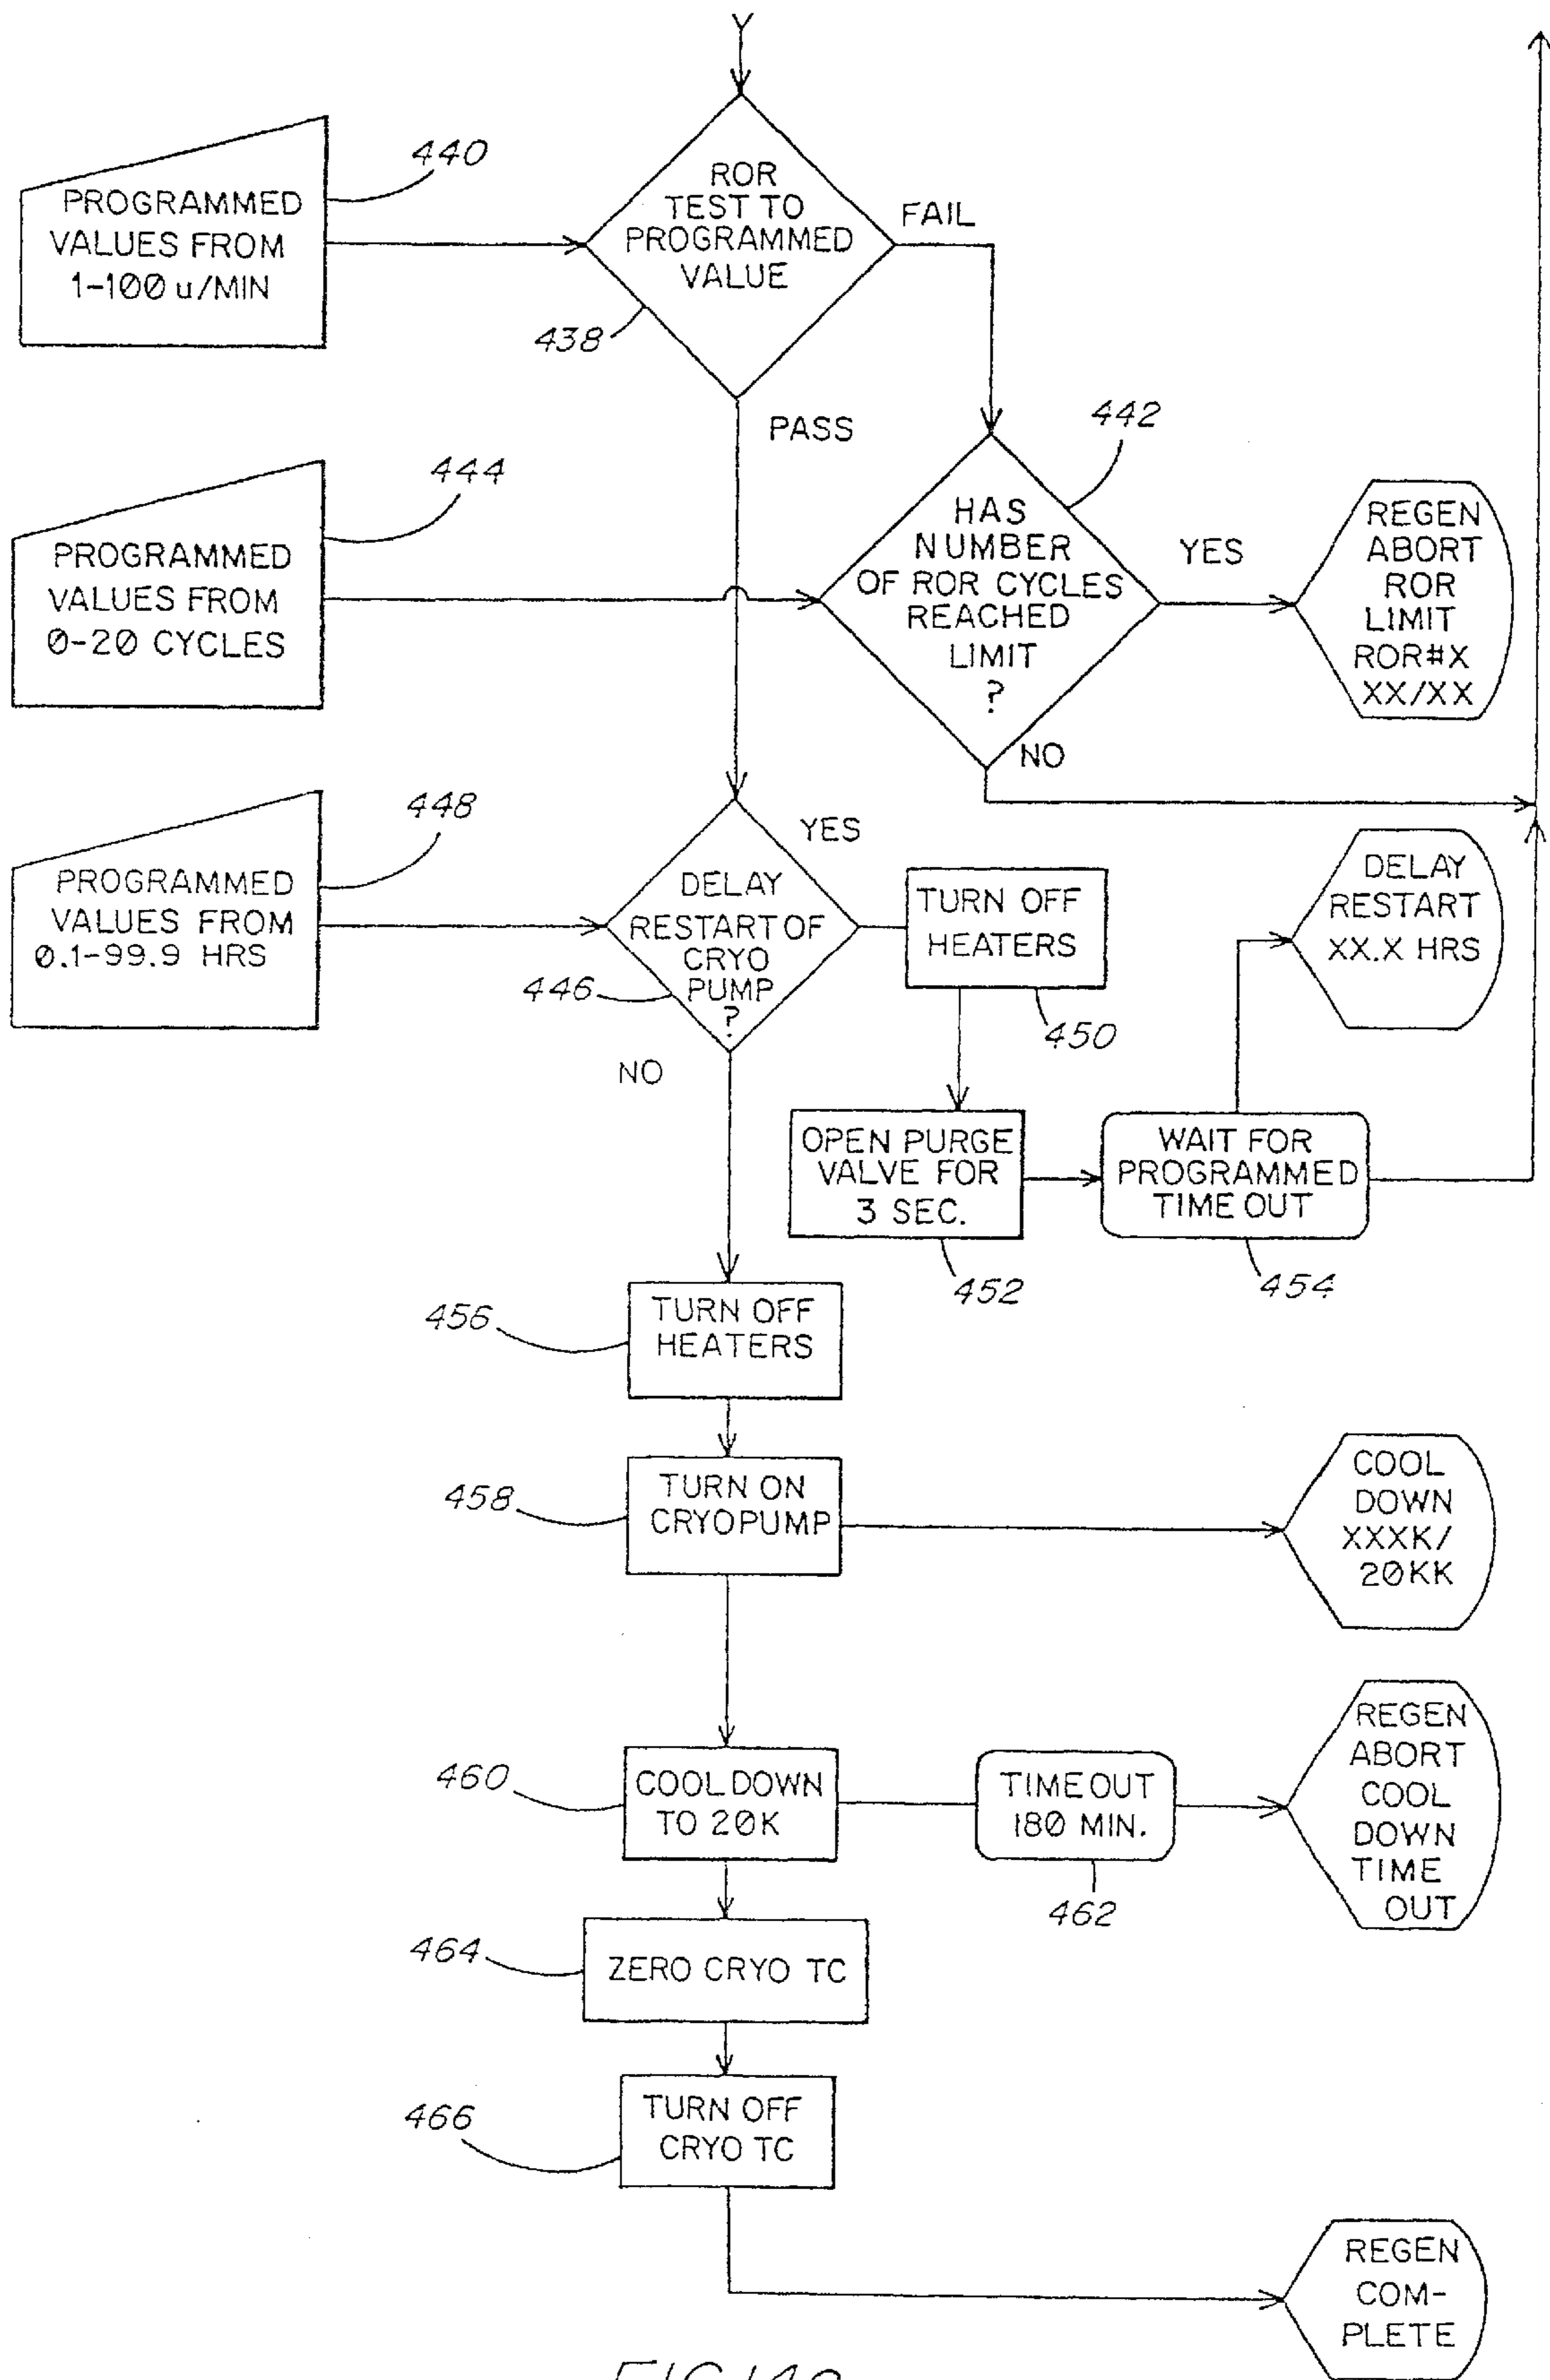 Y
440
PROGRAMMED
VALUES FROM
1-100 u/MIN
ROR
TEST TO
PROGRAMMED
VALUE
FAIL
438
PASS
442
444
PROGRAMMED
VALUES FROM
0-20 CYCLES
HAS
NUMBER
OF ROR CYCLES
REACHED
LIMIT
?
YES
REGEN
ABORT
ROR
LIMIT
ROR#X
XX/XX
NO
448
PROGRAMMED
VALUES FROM
0.1-99.9 HRS
YES
DELAY
RESTART OF
CRYO
PUMP
?
446
TURN OFF
HEATERS
450
DELAY
RESTART
XX.X HRS
NO
OPEN PURGE
VALVE FOR
3 SEC.
452
WAIT FOR
PROGRAMMED
TIME OUT
454
456
TURN OFF
HEATERS
458
TURN ON
CRYOPUMP
COOL
DOWN
XXXK/
20KK
460
COOL DOWN
TO 20K
TIMEOUT
180 MIN.
462
REGEN
ABORT
COOL
DOWN
TIME
OUT
464
ZERO CRYO TC
466
TURN OFF
CRYO TC
REGEN
COM-
PLETE